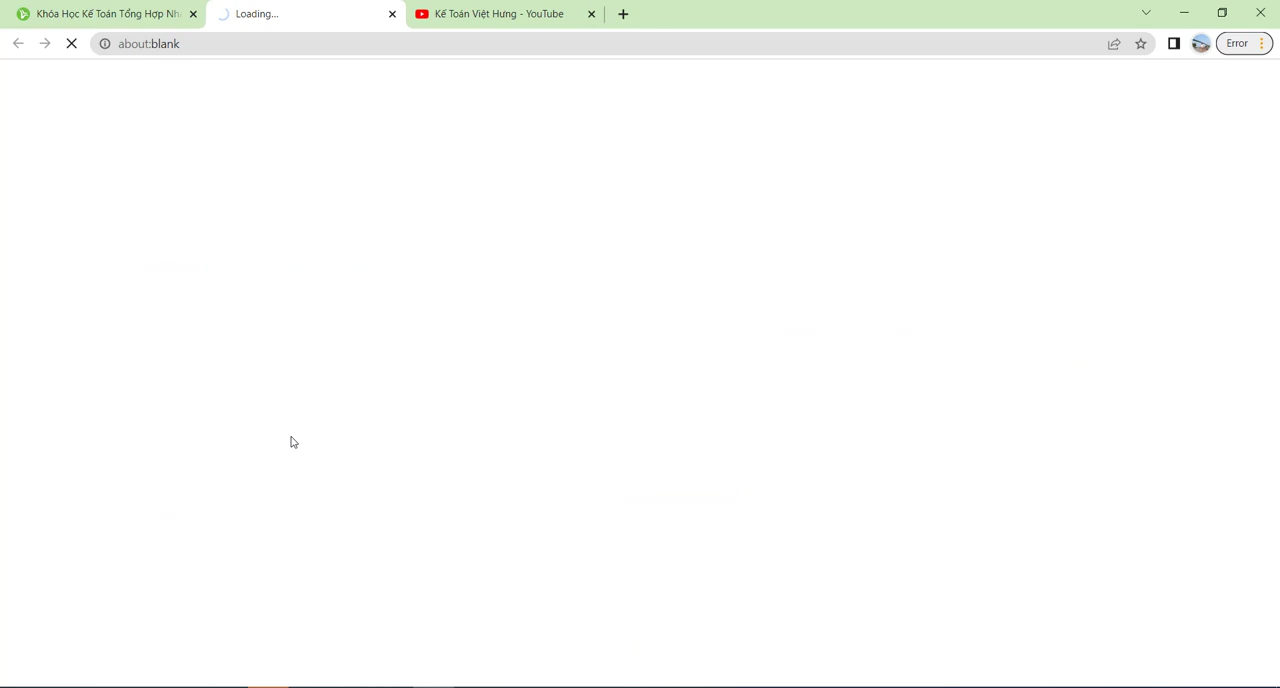 Khóa Học Kế Toán Tổng Hợp Nh
Loading...
Kế Toán Việt Hưng - YouTube
about:blank
Error